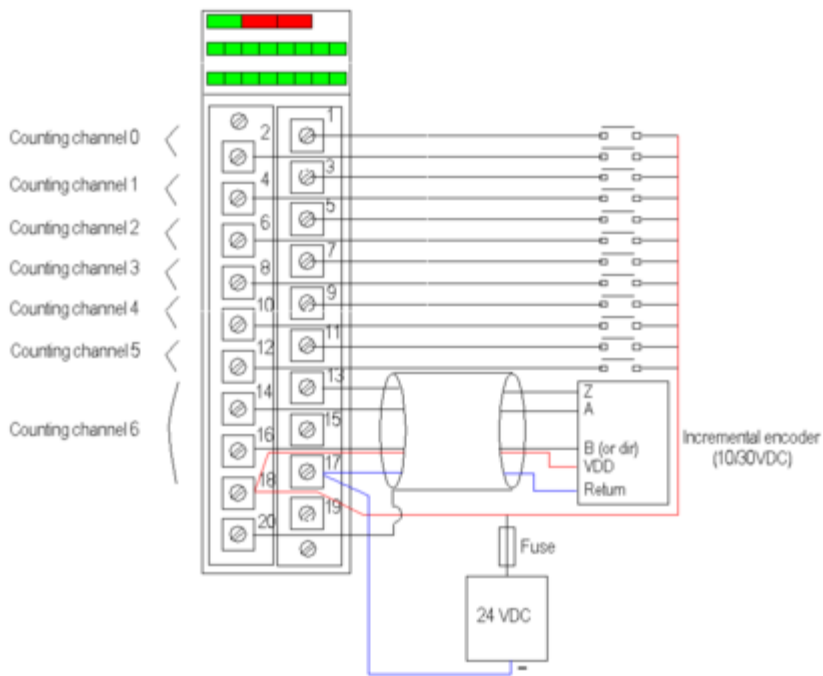 Counting channel 0
Counting channel 1
Counting channel 2
Counting channel 3
Counting channel 4
Counting channel 5
Counting channel 6
1
2
3
4
5
6
7
8
9
10
11
12
13
14
15
16
17
18
19
20
Z
A
B (or dir)
VDD
Return
Incremental encoder
(10/30VDC)
Fuse
24 VDC
-